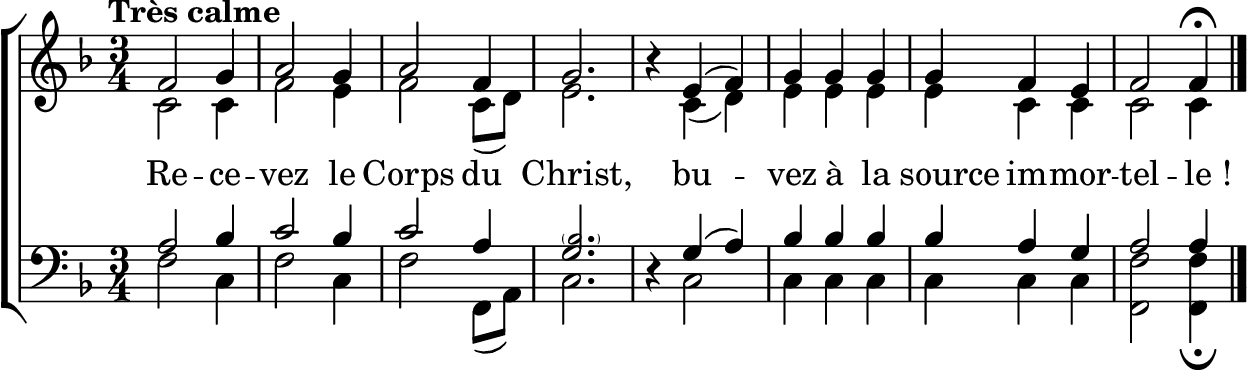 Très calme
Re -- ce -- vez le Corps du Christ, bu -- vez à la source im -- mor -- tel -- le !